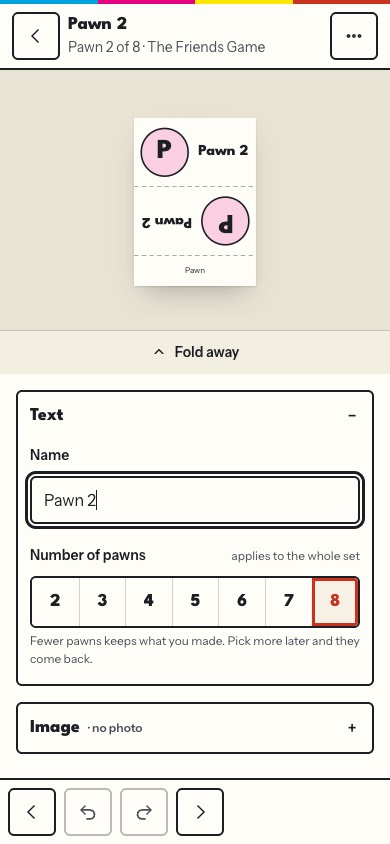 Pawn 2
Pawn 2 of 8 · The Friends Game
P Pawn 2
P Pawn 2
Pawn
Fold away
Text
Name
Pawn 2
Number of pawns applies to the whole set
2 3 4 5 6 7 8
Fewer pawns keeps what you made. Pick more later and they
come back.
Image · no photo